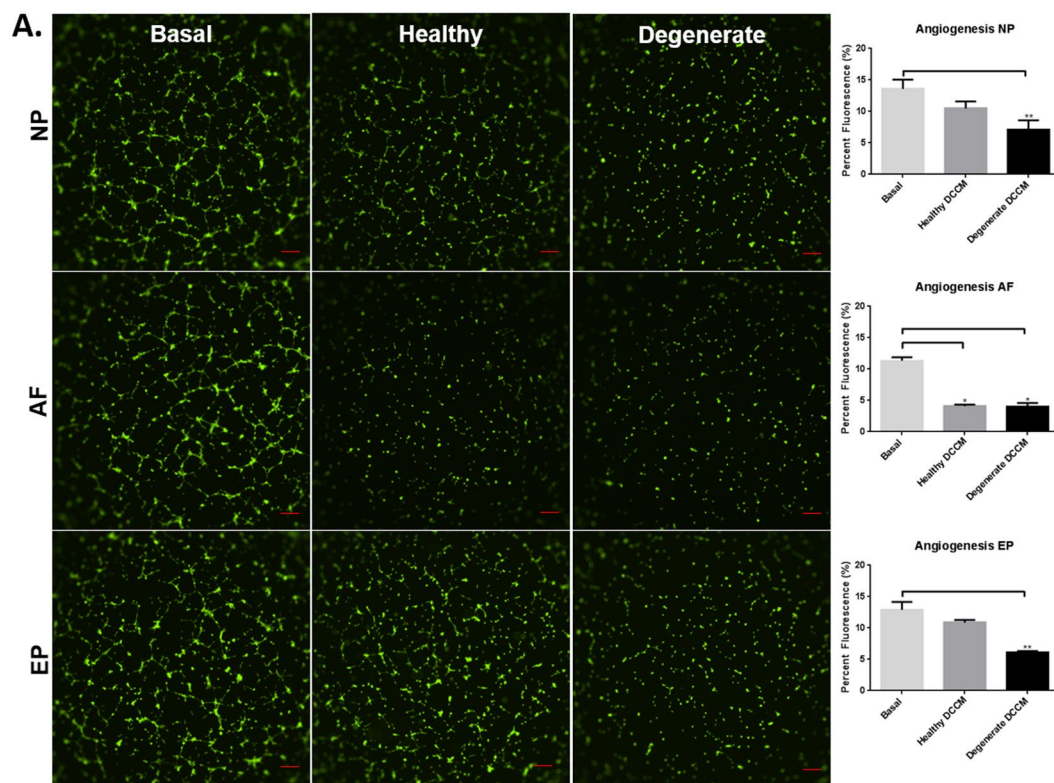 A.
Basal
Healthy
Degenerate
NP
AF
EP
Angiogenesis NP
Percent Fluorescence (%)
20
15
10
5
0
**
Basal
Healthy DCCM
Degenerate DCCM
Angiogenesis AF
Percent Fluorescence (%)
20
15
10
5
0
*
*
Basal
Healthy DCCM
Degenerate DCCM
Angiogenesis EP
Percent Fluorescence (%)
20
15
10
5
0
**
Basal
Healthy DCCM
Degenerate DCCM